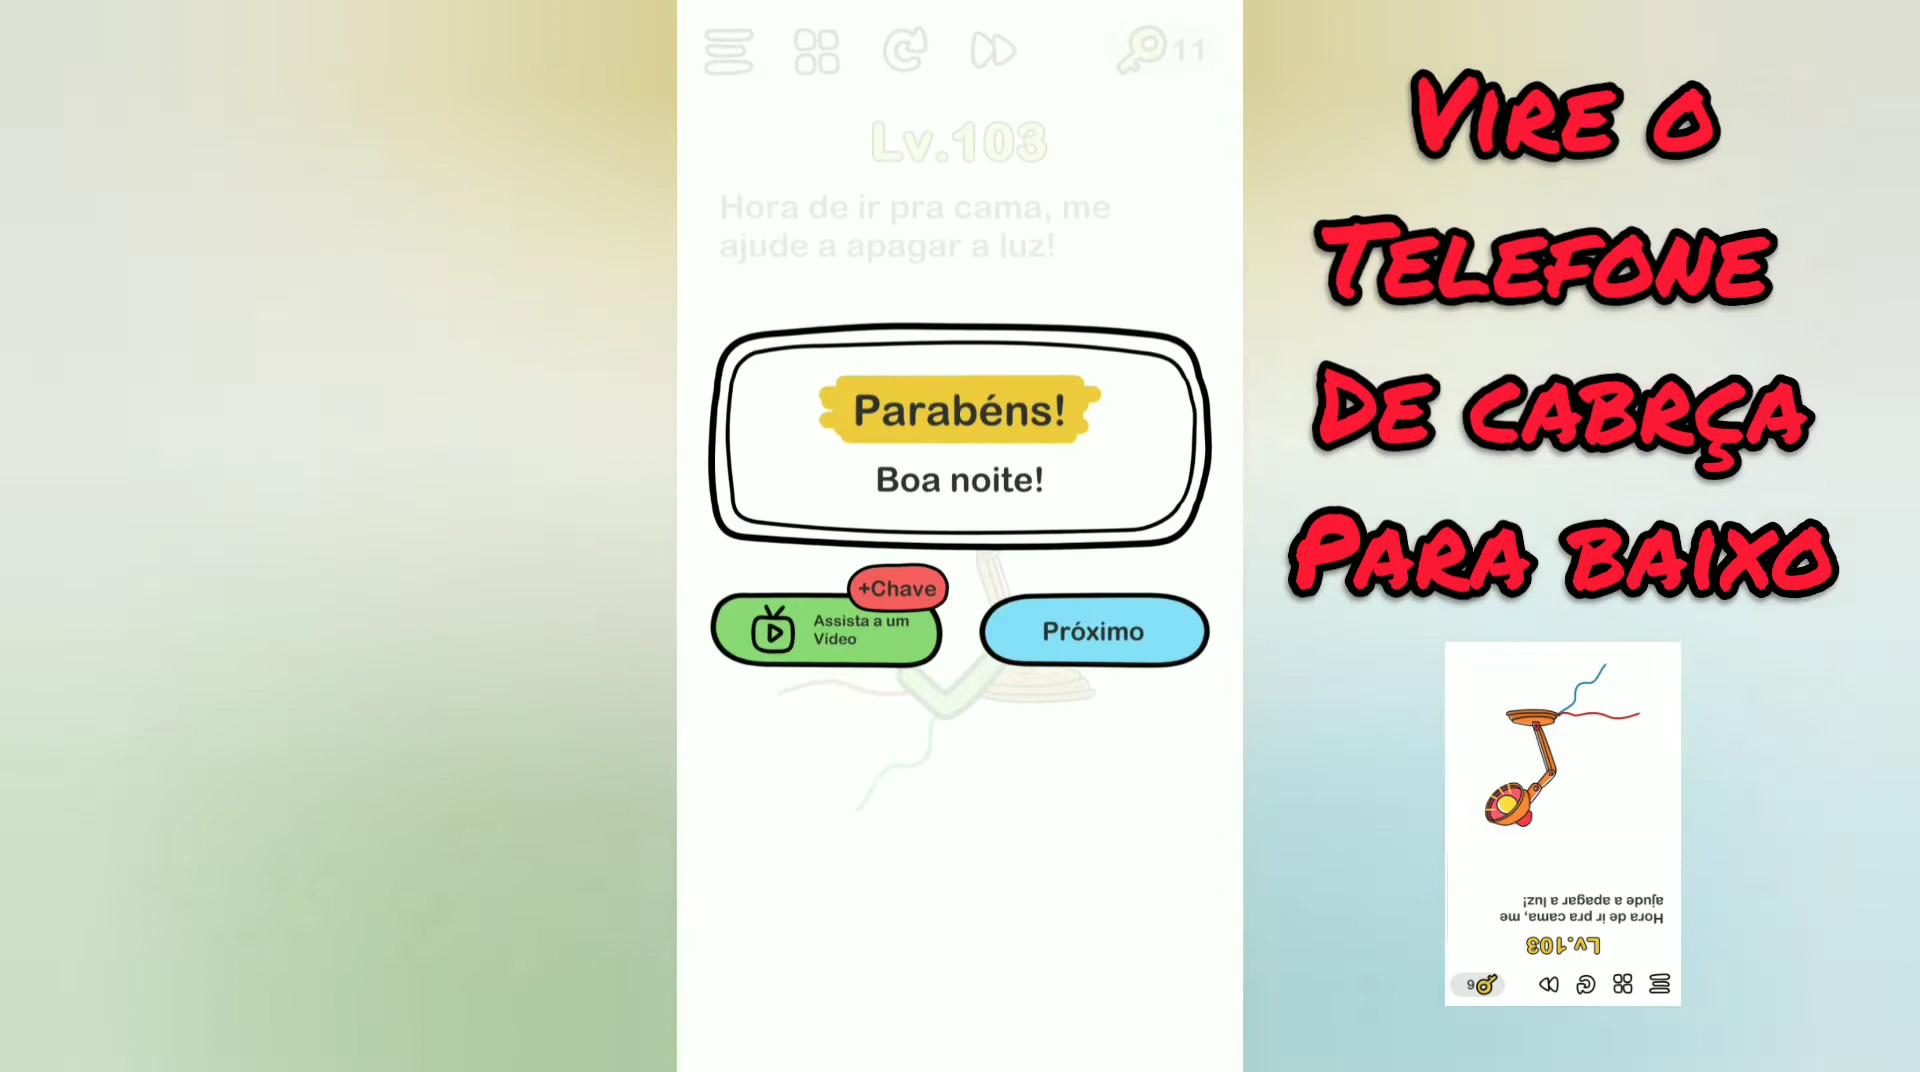 11
Lv.103
Hora de ir pra cama, me
ajude a apagar a luz!
Parabéns!
Boa noite!
+Chave
Assista a um
Vídeo
Próximo
VIRE O
TELEFONE
DE CABRÇA
PARA BAIXO
Hora de ir pra cama, me
ajude a apagar a luz!
Lv.103
9